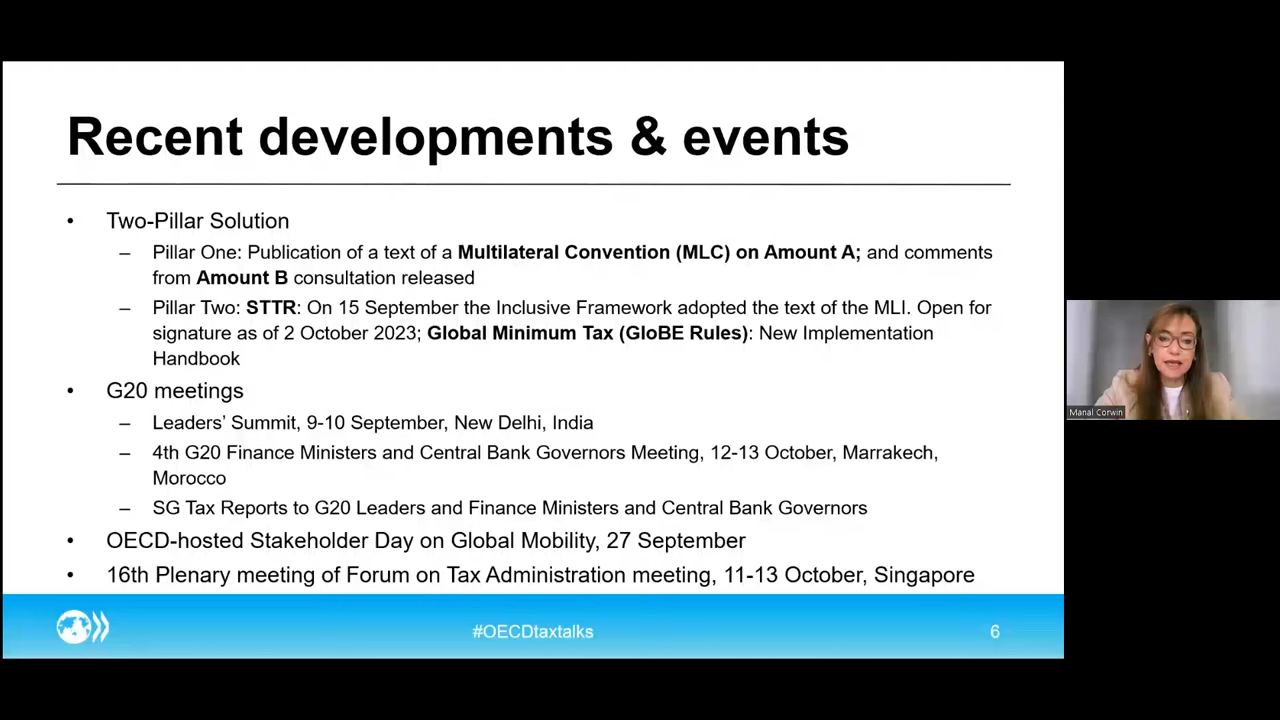 Recent developments & events
• Two-Pillar Solution
– Pillar One: Publication of a text of a Multilateral Convention (MLC) on Amount A; and comments
from Amount B consultation released
– Pillar Two: STTR: On 15 September the Inclusive Framework adopted the text of the MLI. Open for
signature as of 2 October 2023; Global Minimum Tax (GloBE Rules): New Implementation
Handbook
• G20 meetings
– Leaders’ Summit, 9-10 September, New Delhi, India
– 4th G20 Finance Ministers and Central Bank Governors Meeting, 12-13 October, Marrakech,
Morocco
– SG Tax Reports to G20 Leaders and Finance Ministers and Central Bank Governors
• OECD-hosted Stakeholder Day on Global Mobility, 27 September
• 16th Plenary meeting of Forum on Tax Administration meeting, 11-13 October, Singapore
#OECDtaxtalks
6
Manal Corwin